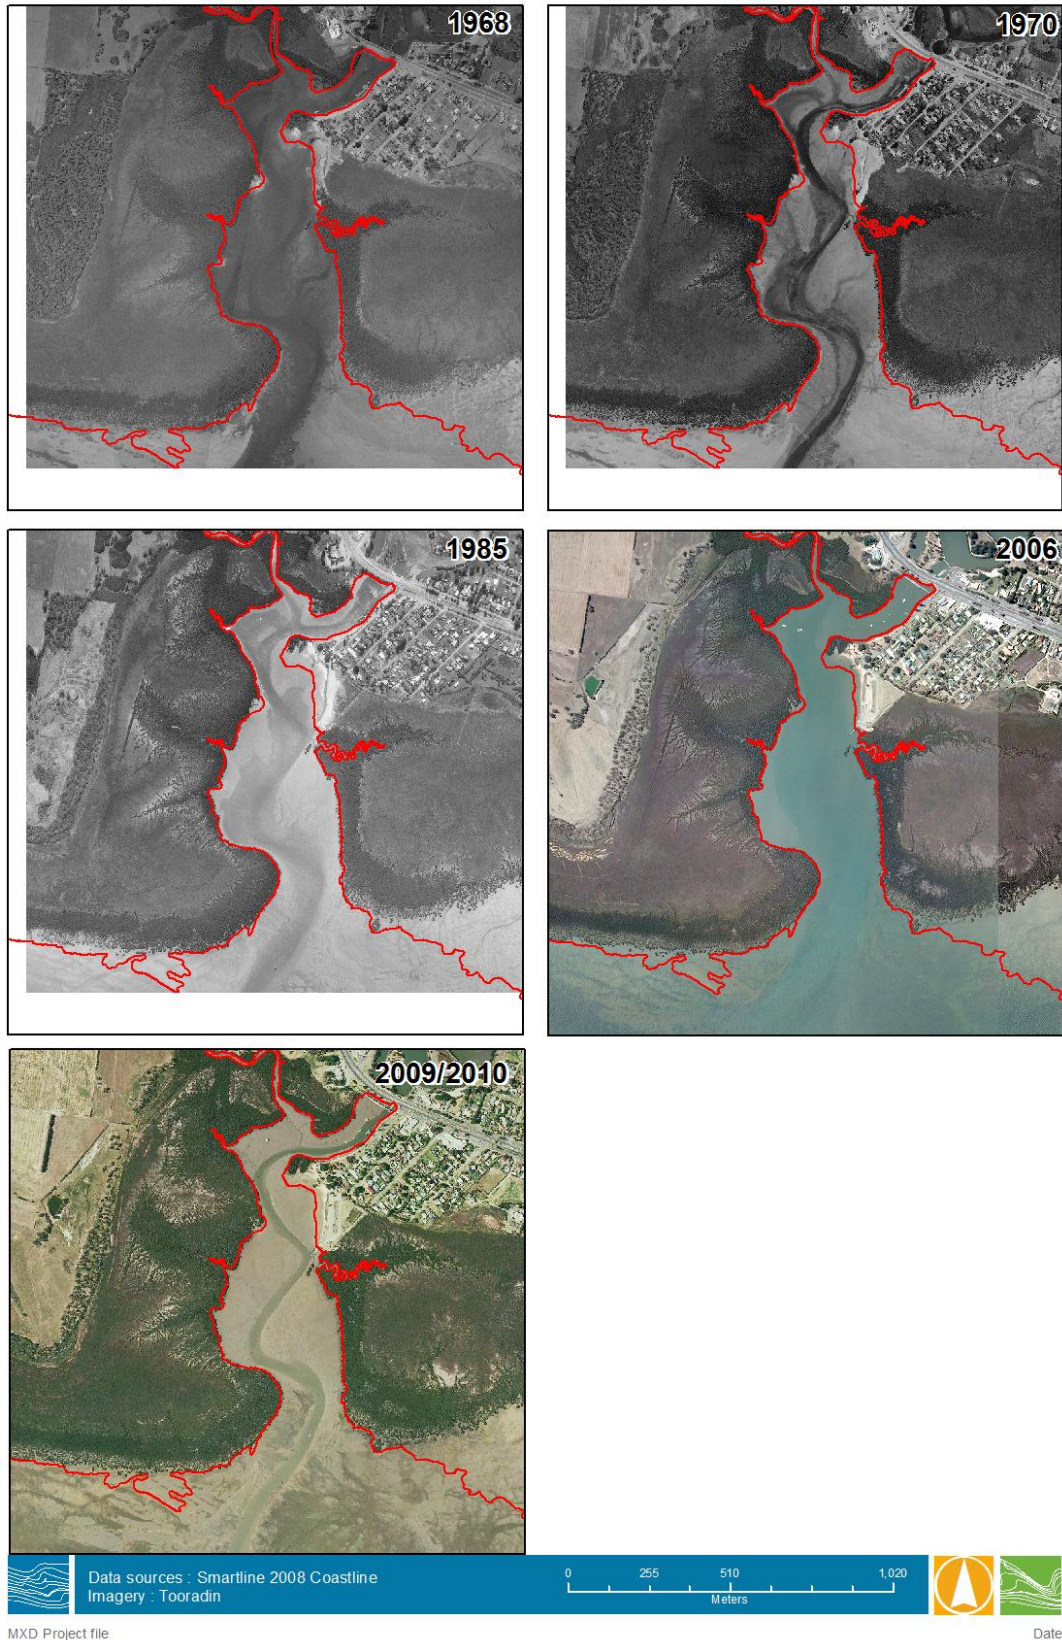 1968
1970
1985
2006
2009/2010
Data sources : Smartline 2008 Coastline
Imagery : Tooradin
0 255 510 1,020
Meters
MXD Project file
Date